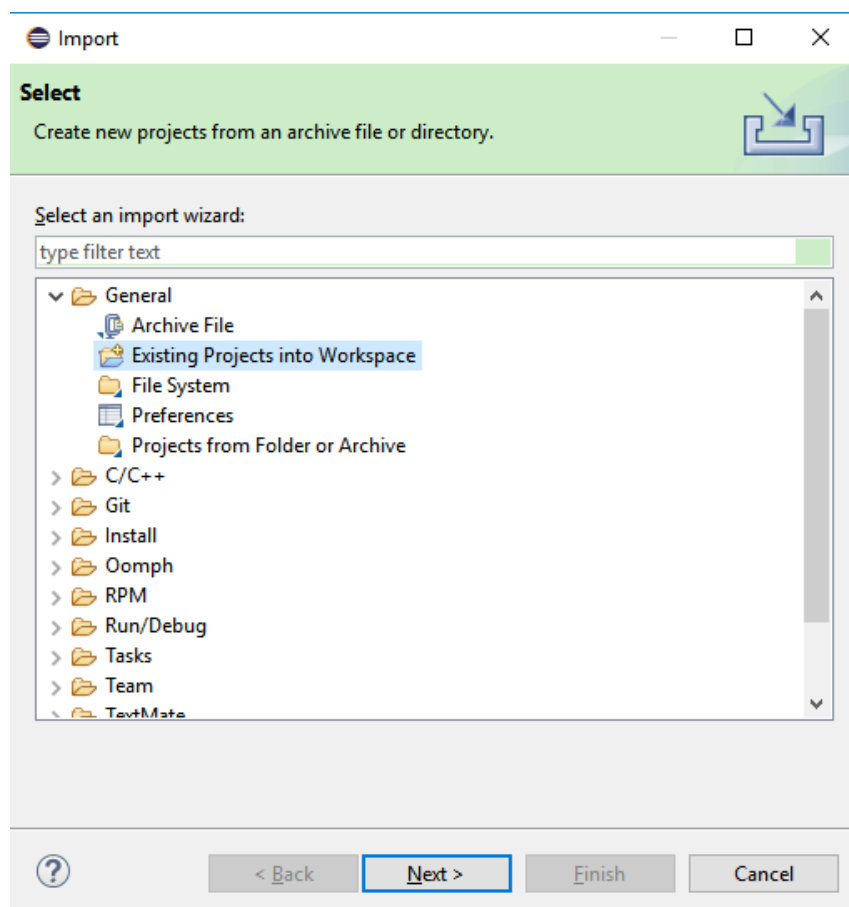 Import
Select
Create new projects from an archive file or directory.
Select an import wizard:
type filter text
General
Archive File
Existing Projects into Workspace
File System
Preferences
Projects from Folder or Archive
C/C++
Git
Install
Oomph
RPM
Run/Debug
Tasks
Team
TextMate
? < Back Next > Finish Cancel